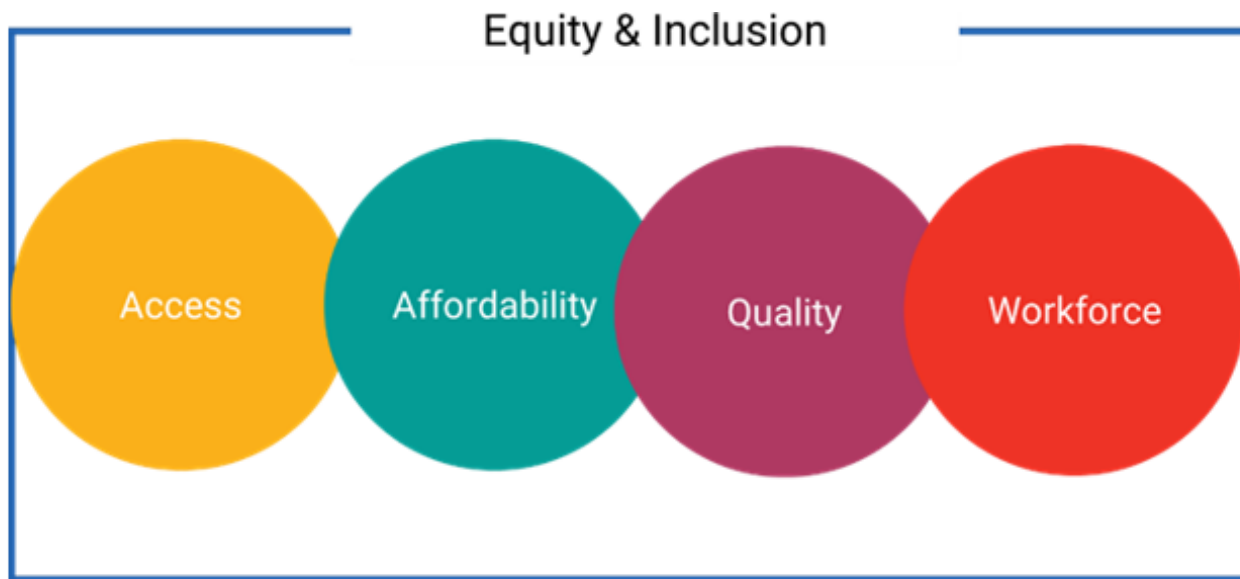 Equity & Inclusion
Access
Affordability
Quality
Workforce